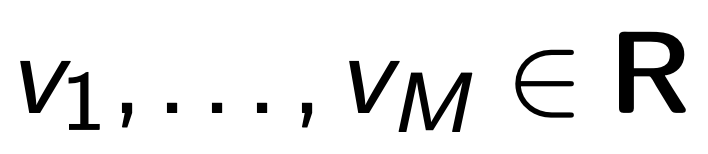 v₁, . . . , v_M ∈ R